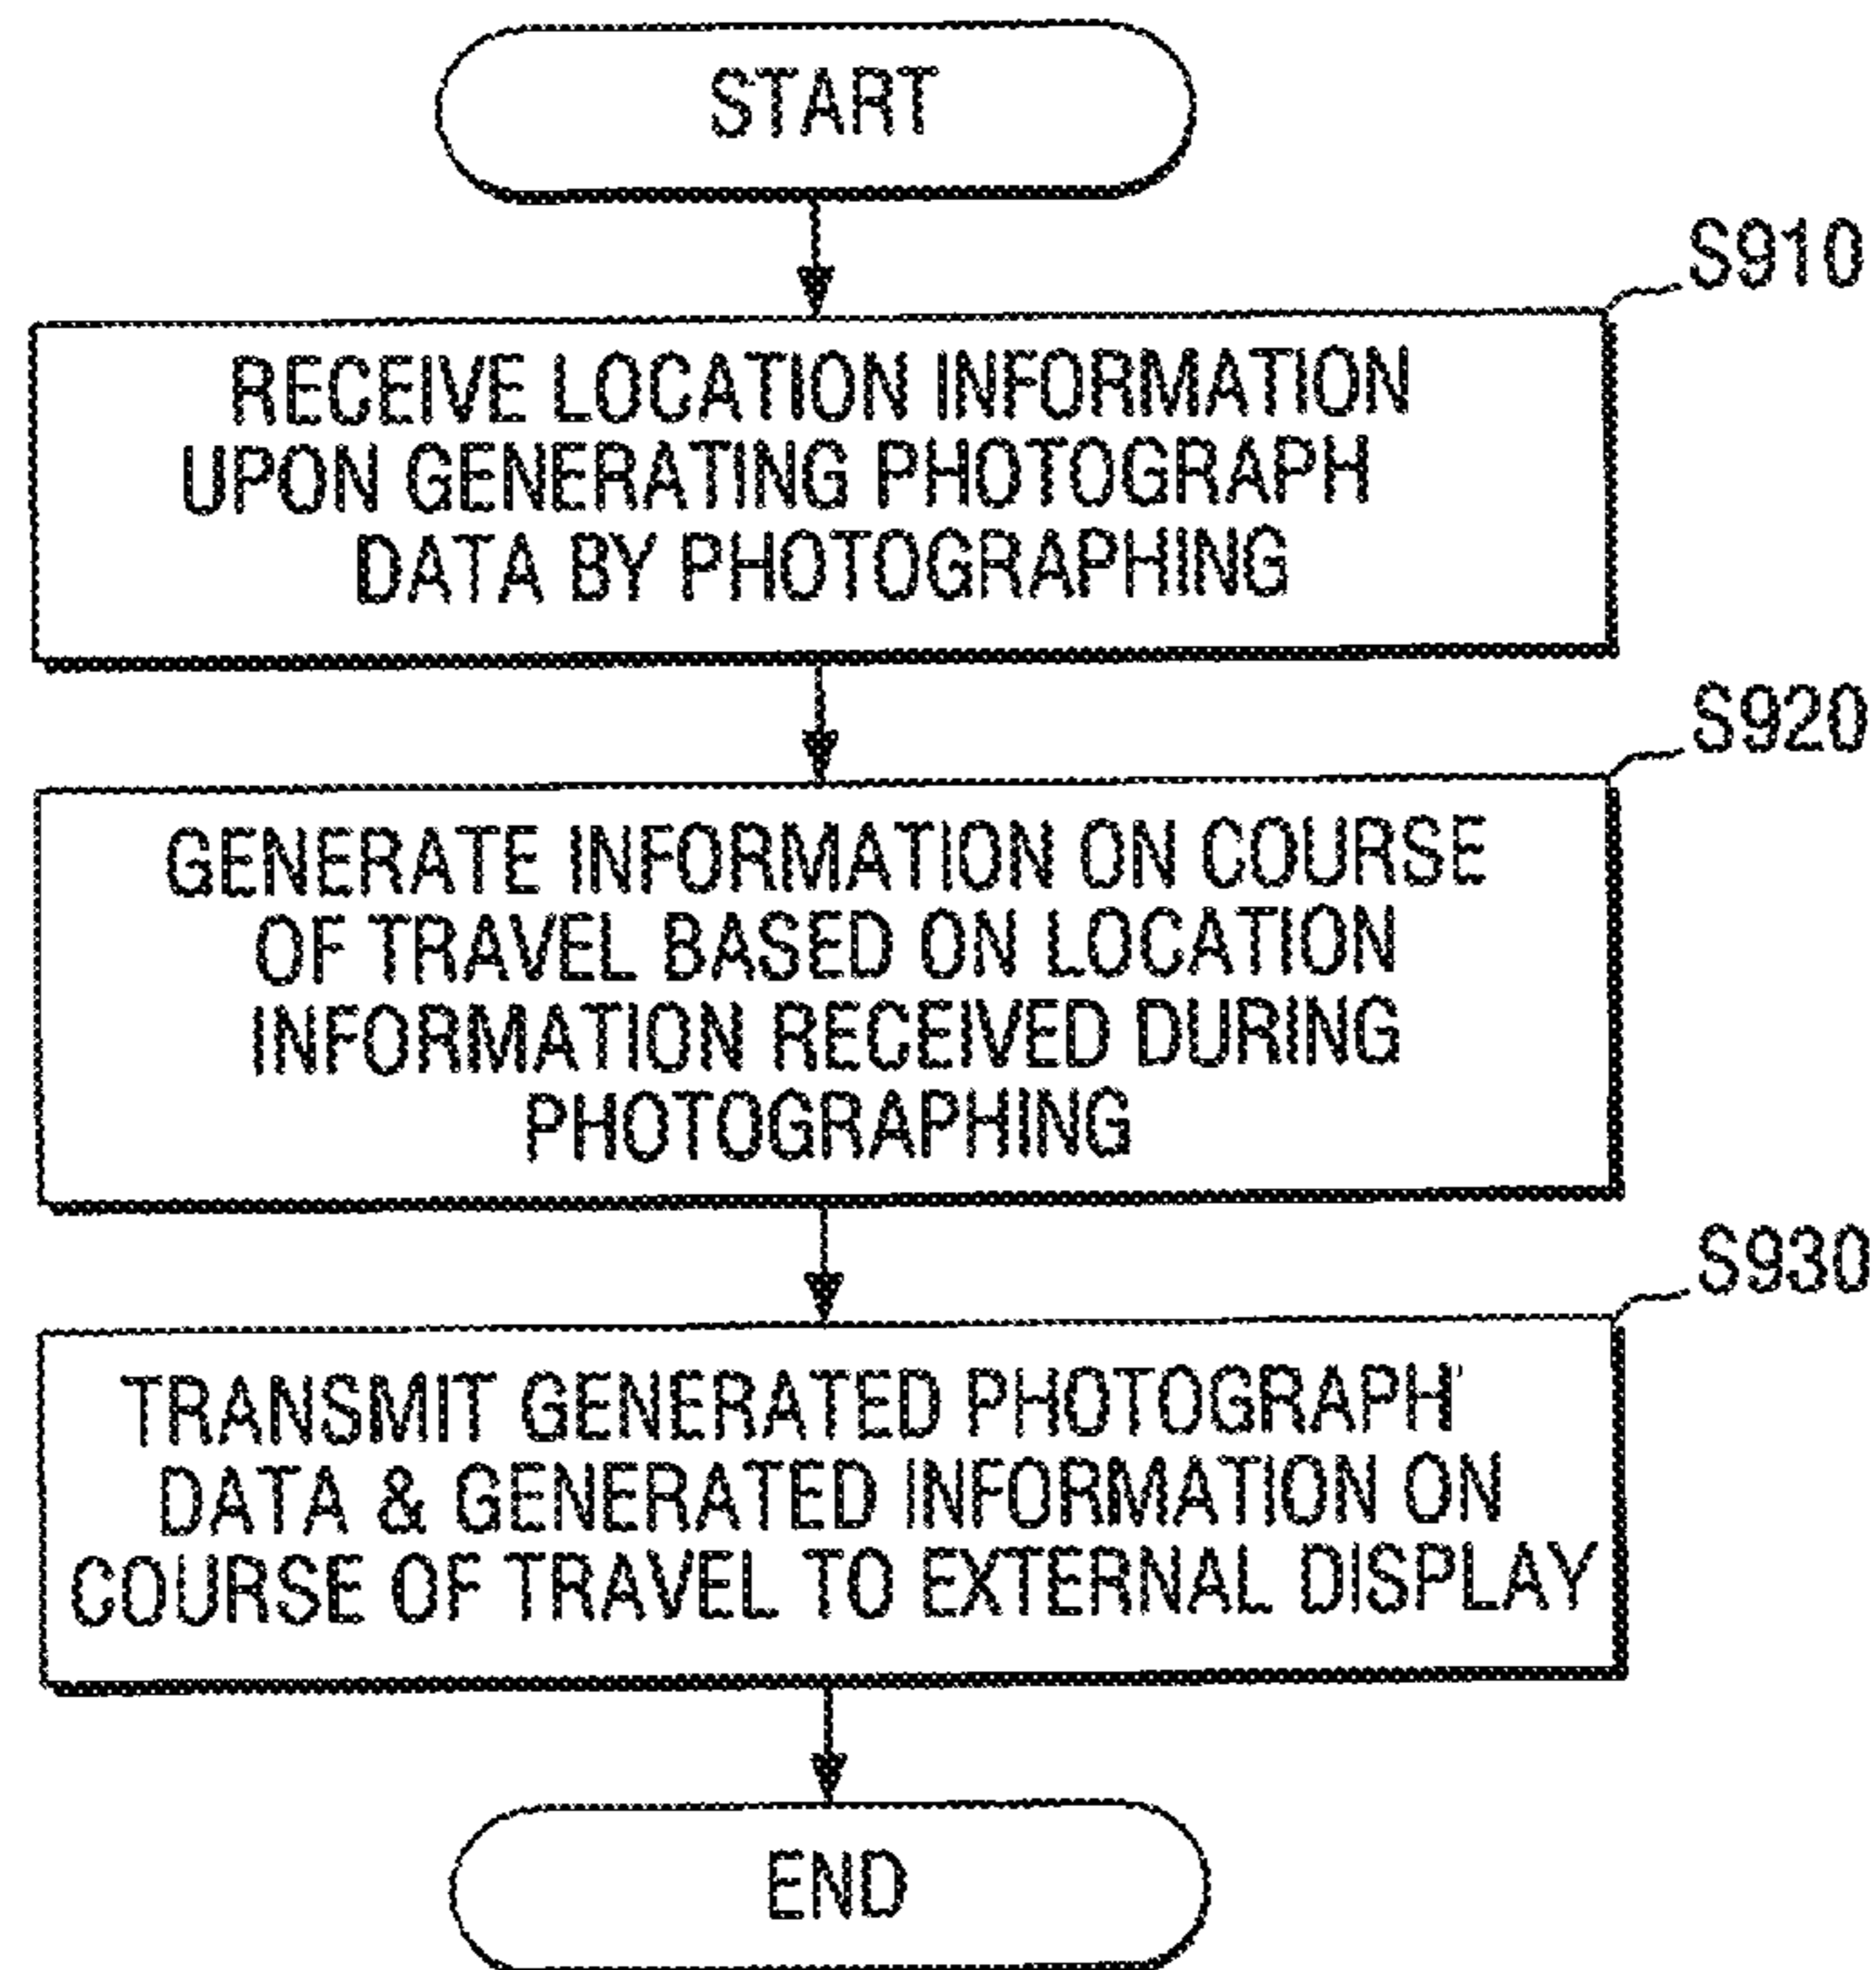 START
S910
RECEIVE LOCATION INFORMATION
UPON GENERATING PHOTOGRAPH
DATA BY PHOTOGRAPHING
S920
GENERATE INFORMATION ON COURSE
OF TRAVEL BASED ON LOCATION
INFORMATION RECEIVED DURING
PHOTOGRAPHING
S930
TRANSMIT GENERATED PHOTOGRAPH
DATA & GENERATED INFORMATION ON
COURSE OF TRAVEL TO EXTERNAL DISPLAY
END